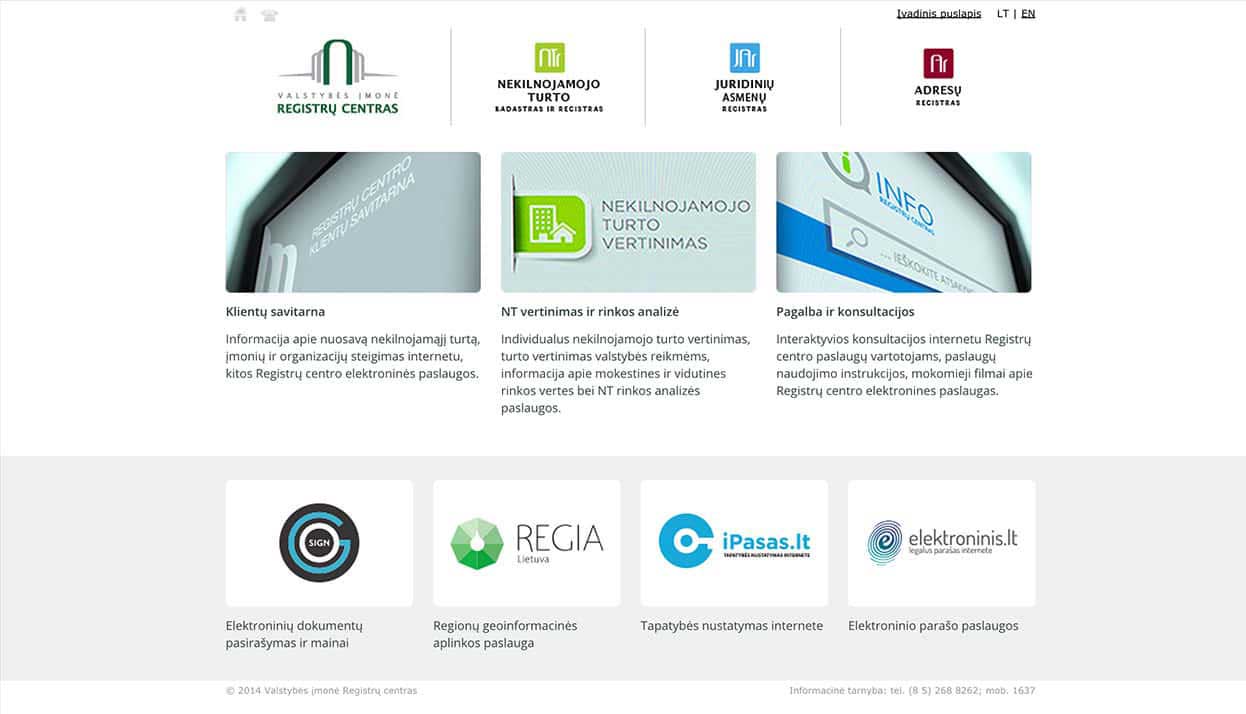 Įvadinis puslapis LT | EN
VALSTYBĖS ĮMONĖ
REGISTRŲ CENTRAS
NTr
NEKILNOJAMOJO
TURTO
KADASTRAS IR REGISTRAS
JAr
JURIDINIŲ
ASMENŲ
REGISTRAS
Ar
ADRESŲ
REGISTRAS
REGISTRŲ CENTRO
KLIENTŲ SAVITARNA
NEKILNOJAMOJO
TURTO
VERTINIMAS
i
INFO
REGISTRŲ CENTRAS
... IEŠKOKITE ATSAK
Klientų savitarna
Informacija apie nuosavą nekilnojamąjį turtą,
įmonių ir organizacijų steigimas internetu,
kitos Registrų centro elektroninės paslaugos.
NT vertinimas ir rinkos analizė
Individualus nekilnojamo turto vertinimas,
turto vertinimas valstybės reikmėms,
informacija apie mokestines ir vidutines
rinkos vertes bei NT rinkos analizės
paslaugos.
Pagalba ir konsultacijos
Interaktyvios konsultacijos internetu Registrų
centro paslaugų vartotojams, paslaugų
naudojimo instrukcijos, mokomieji filmai apie
Registrų centro elektronines paslaugas.
G SIGN
REGIA
Lietuva
iPasas.lt
TAPATYBĖS NUSTATYMAS INTERNETE
e
elektroninis.lt
legalus parašas internete
Elektroninių dokumentų
pasirašymas ir mainai
Regionų geoinformacinės
aplinkos paslauga
Tapatybės nustatymas internete
Elektroninio parašo paslaugos
© 2014 Valstybės įmonė Registrų centras
Informacinė tarnyba: tel. (8 5) 268 8262; mob. 1637